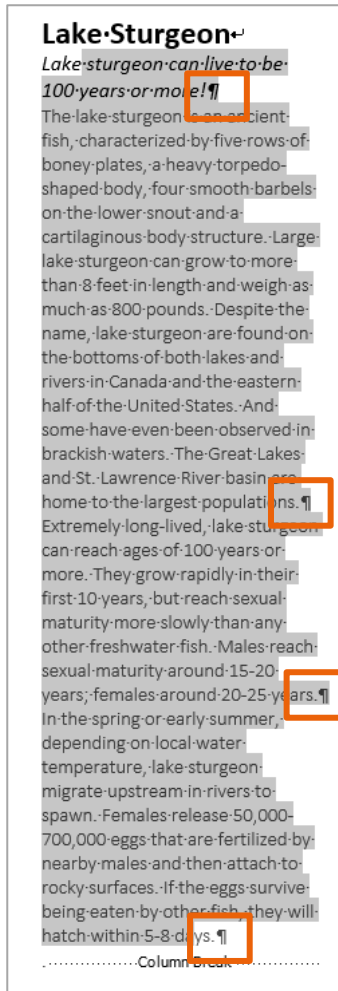 Lake·Sturgeon↵
Lake·sturgeon·can·live·to·be·
100·years·or·more!¶
The·lake·sturgeon·is·an·ancient·
fish,·characterized·by·five·rows·of·
boney·plates,·a·heavy·torpedo-
shaped·body,·four·smooth·barbels·
on·the·lower·snout·and·a·
cartilaginous·body·structure.·Large·
lake·sturgeon·can·grow·to·more·
than·8·feet·in·length·and·weigh·as·
much·as·800·pounds.·Despite·the·
name,·lake·sturgeon·are·found·on·
the·bottoms·of·both·lakes·and·
rivers·in·Canada·and·the·eastern·
half·of·the·United·States.·And·
some·have·even·been·observed·in·
brackish·waters.·The·Great·Lakes·
and·St.·Lawrence·River·basin·are·
home·to·the·largest·populations.¶
Extremely·long-lived,·lake·sturgeon·
can·reach·ages·of·100·years·or·
more.·They·grow·rapidly·in·their·
first·10·years,·but·reach·sexual·
maturity·more·slowly·than·any·
other·freshwater·fish.·Males·reach·
sexual·maturity·around·15-20·
years;·females·around·20-25·years.¶
In·the·spring·or·early·summer,·
depending·on·local·water·
temperature,·lake·sturgeon·
migrate·upstream·in·rivers·to·
spawn.·Females·release·50,000-
700,000·eggs·that·are·fertilized·by·
nearby·males·and·then·attach·to·
rocky·surfaces.·If·the·eggs·survive·
being·eaten·by·other·fish,·they·will·
hatch·within·5-8·days.¶
Column Break